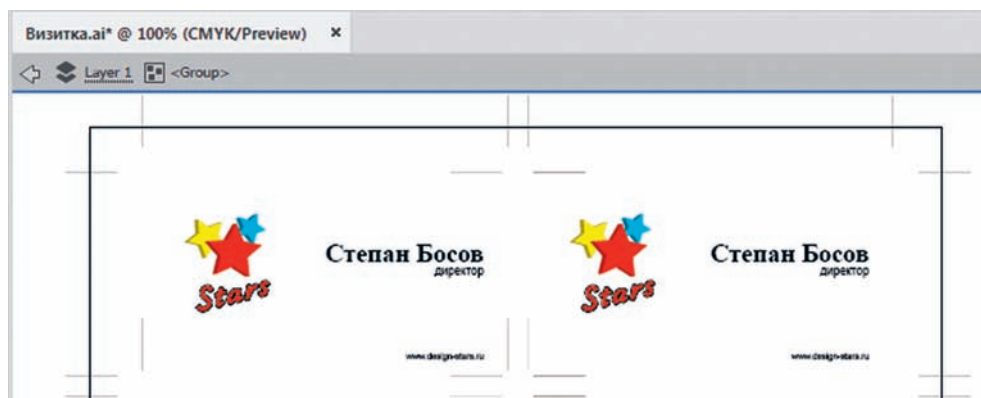 Визитка.ai* @ 100% (CMYK/Preview) ×
Layer 1 <Group>
Степан Босов
директор
Stars
www.design-stars.ru
Степан Босов
директор
Stars
www.design-stars.ru